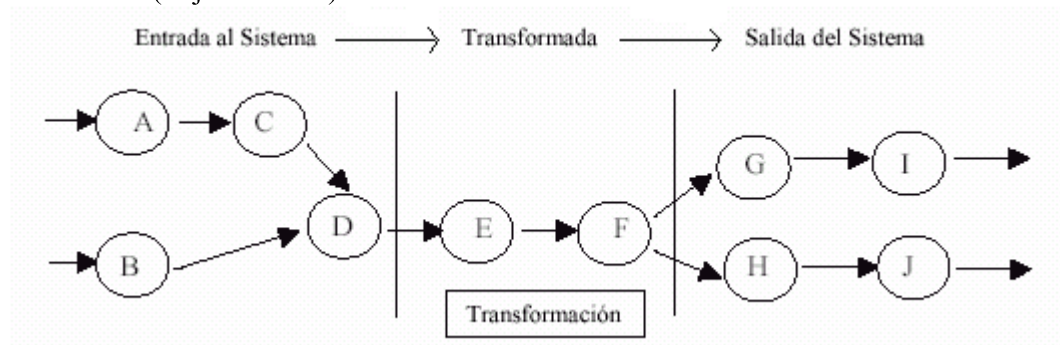 Entrada al Sistema
Transformada
Salida del Sistema
A
C
G
I
D
E
F
B
H
J
Transformación